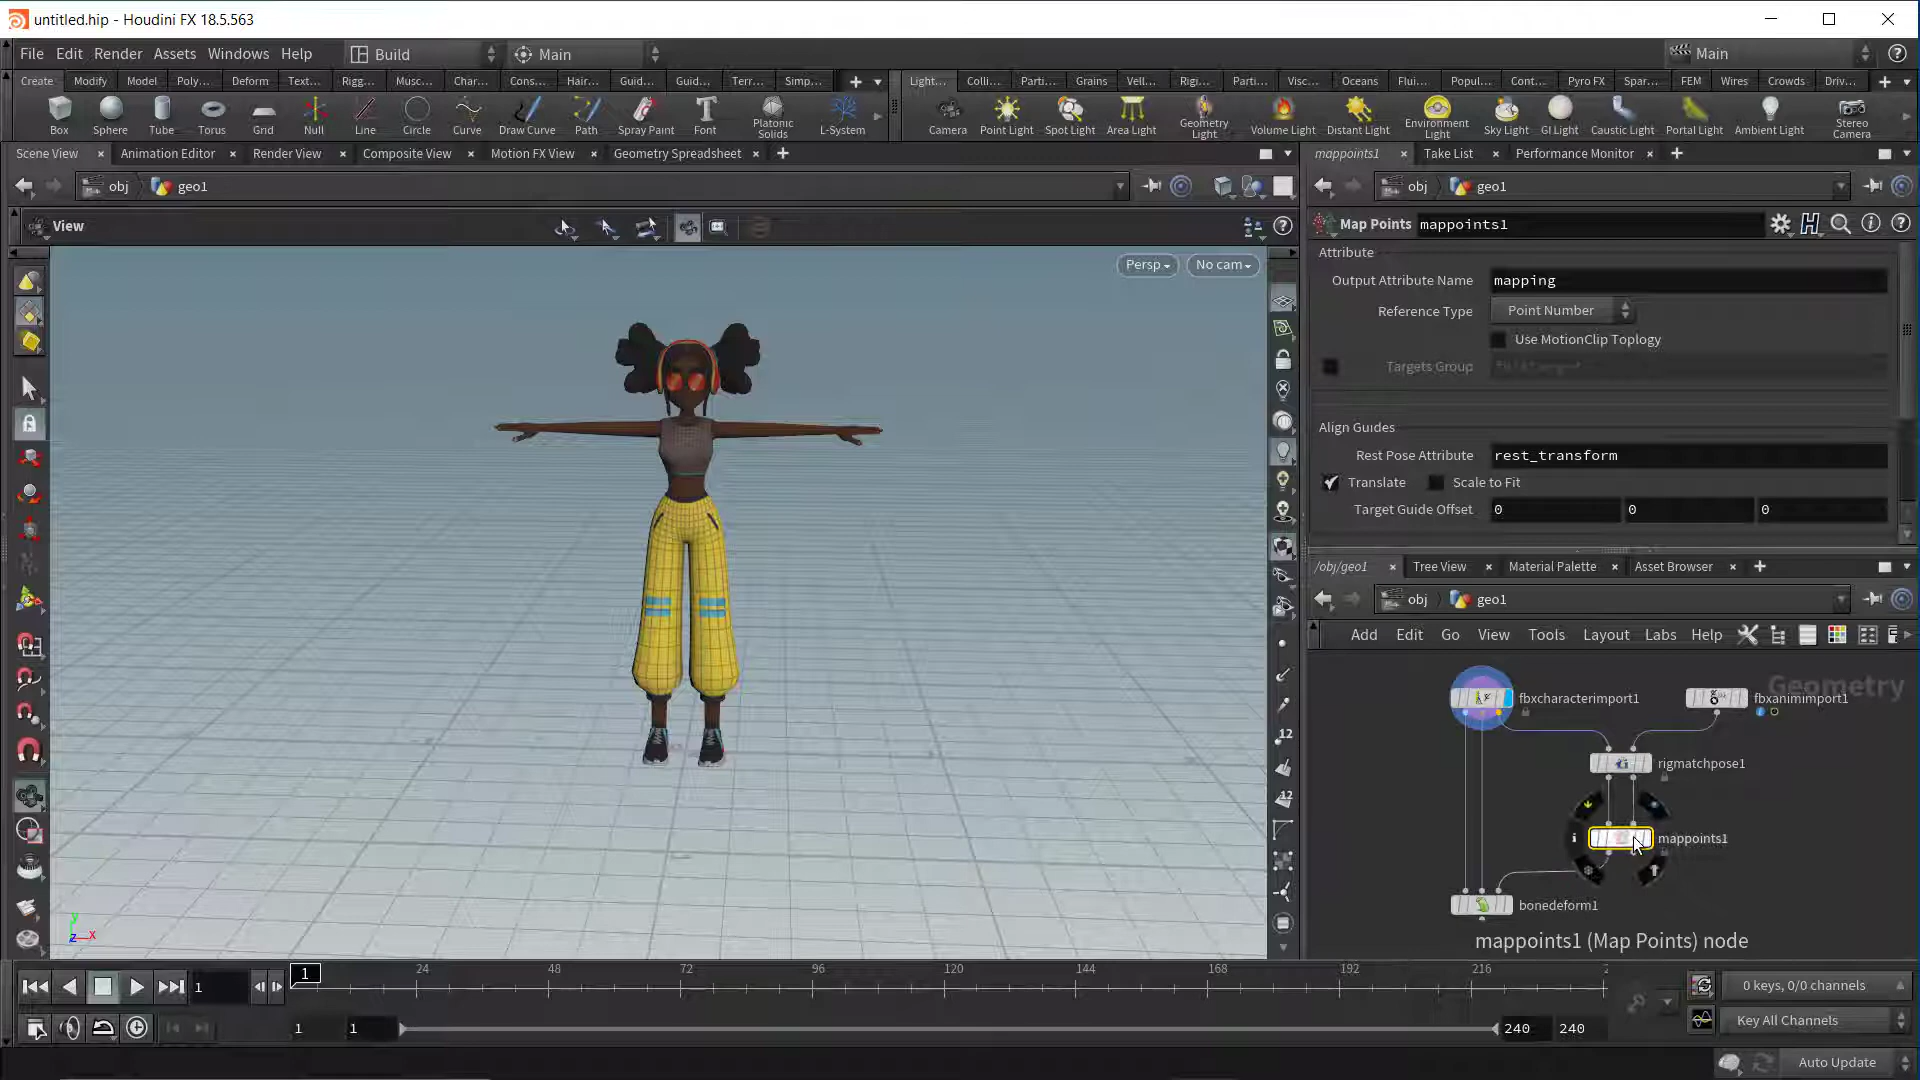 untitled.hip - Houdini FX 18.5.563
File Edit Render Assets Windows Help Build Main Main
Create Modify Model Poly... Deform Text... Rigg... Musc... Char... Cons... Hair... Guid... Guid... Terr... Simp...
Light... Colli... Parti... Grains Vell... Rigi... Parti... Visc... Oceans Flui... Popul... Cont... Pyro FX Spar... FEM Wires Crowds Driv...
Box Sphere Tube Torus Grid Null Line Circle Curve Draw Curve Path Spray Paint Font Platonic Solids L-System
Camera Point Light Spot Light Area Light Geometry Light Volume Light Distant Light Environment Light Sky Light GI Light Caustic Light Portal Light Ambient Light Stereo Camera
Scene View Animation Editor Render View Composite View Motion FX View Geometry Spreadsheet
mappoints1 Take List Performance Monitor
obj geo1
obj geo1
View
Persp No cam
Map Points mappoints1
Attribute
Output Attribute Name mapping
Reference Type Point Number
Use MotionClip Toplogy
Targets Group
Align Guides
Rest Pose Attribute rest_transform
Translate Scale to Fit
Target Guide Offset 0 0 0
/obj/geo1 Tree View Material Palette Asset Browser
obj geo1
Add Edit Go View Tools Layout Labs Help
Geometry
fbxcharacterimport1 fbxanimimport1
rigmatchpose1
mappoints1
bonedeform1
mappoints1 (Map Points) node
12
12
y
z x
1 1 24 48 72 96 120 144 168 192 216 2
0 keys, 0/0 channels
1 1 240 240
Key All Channels
Auto Update